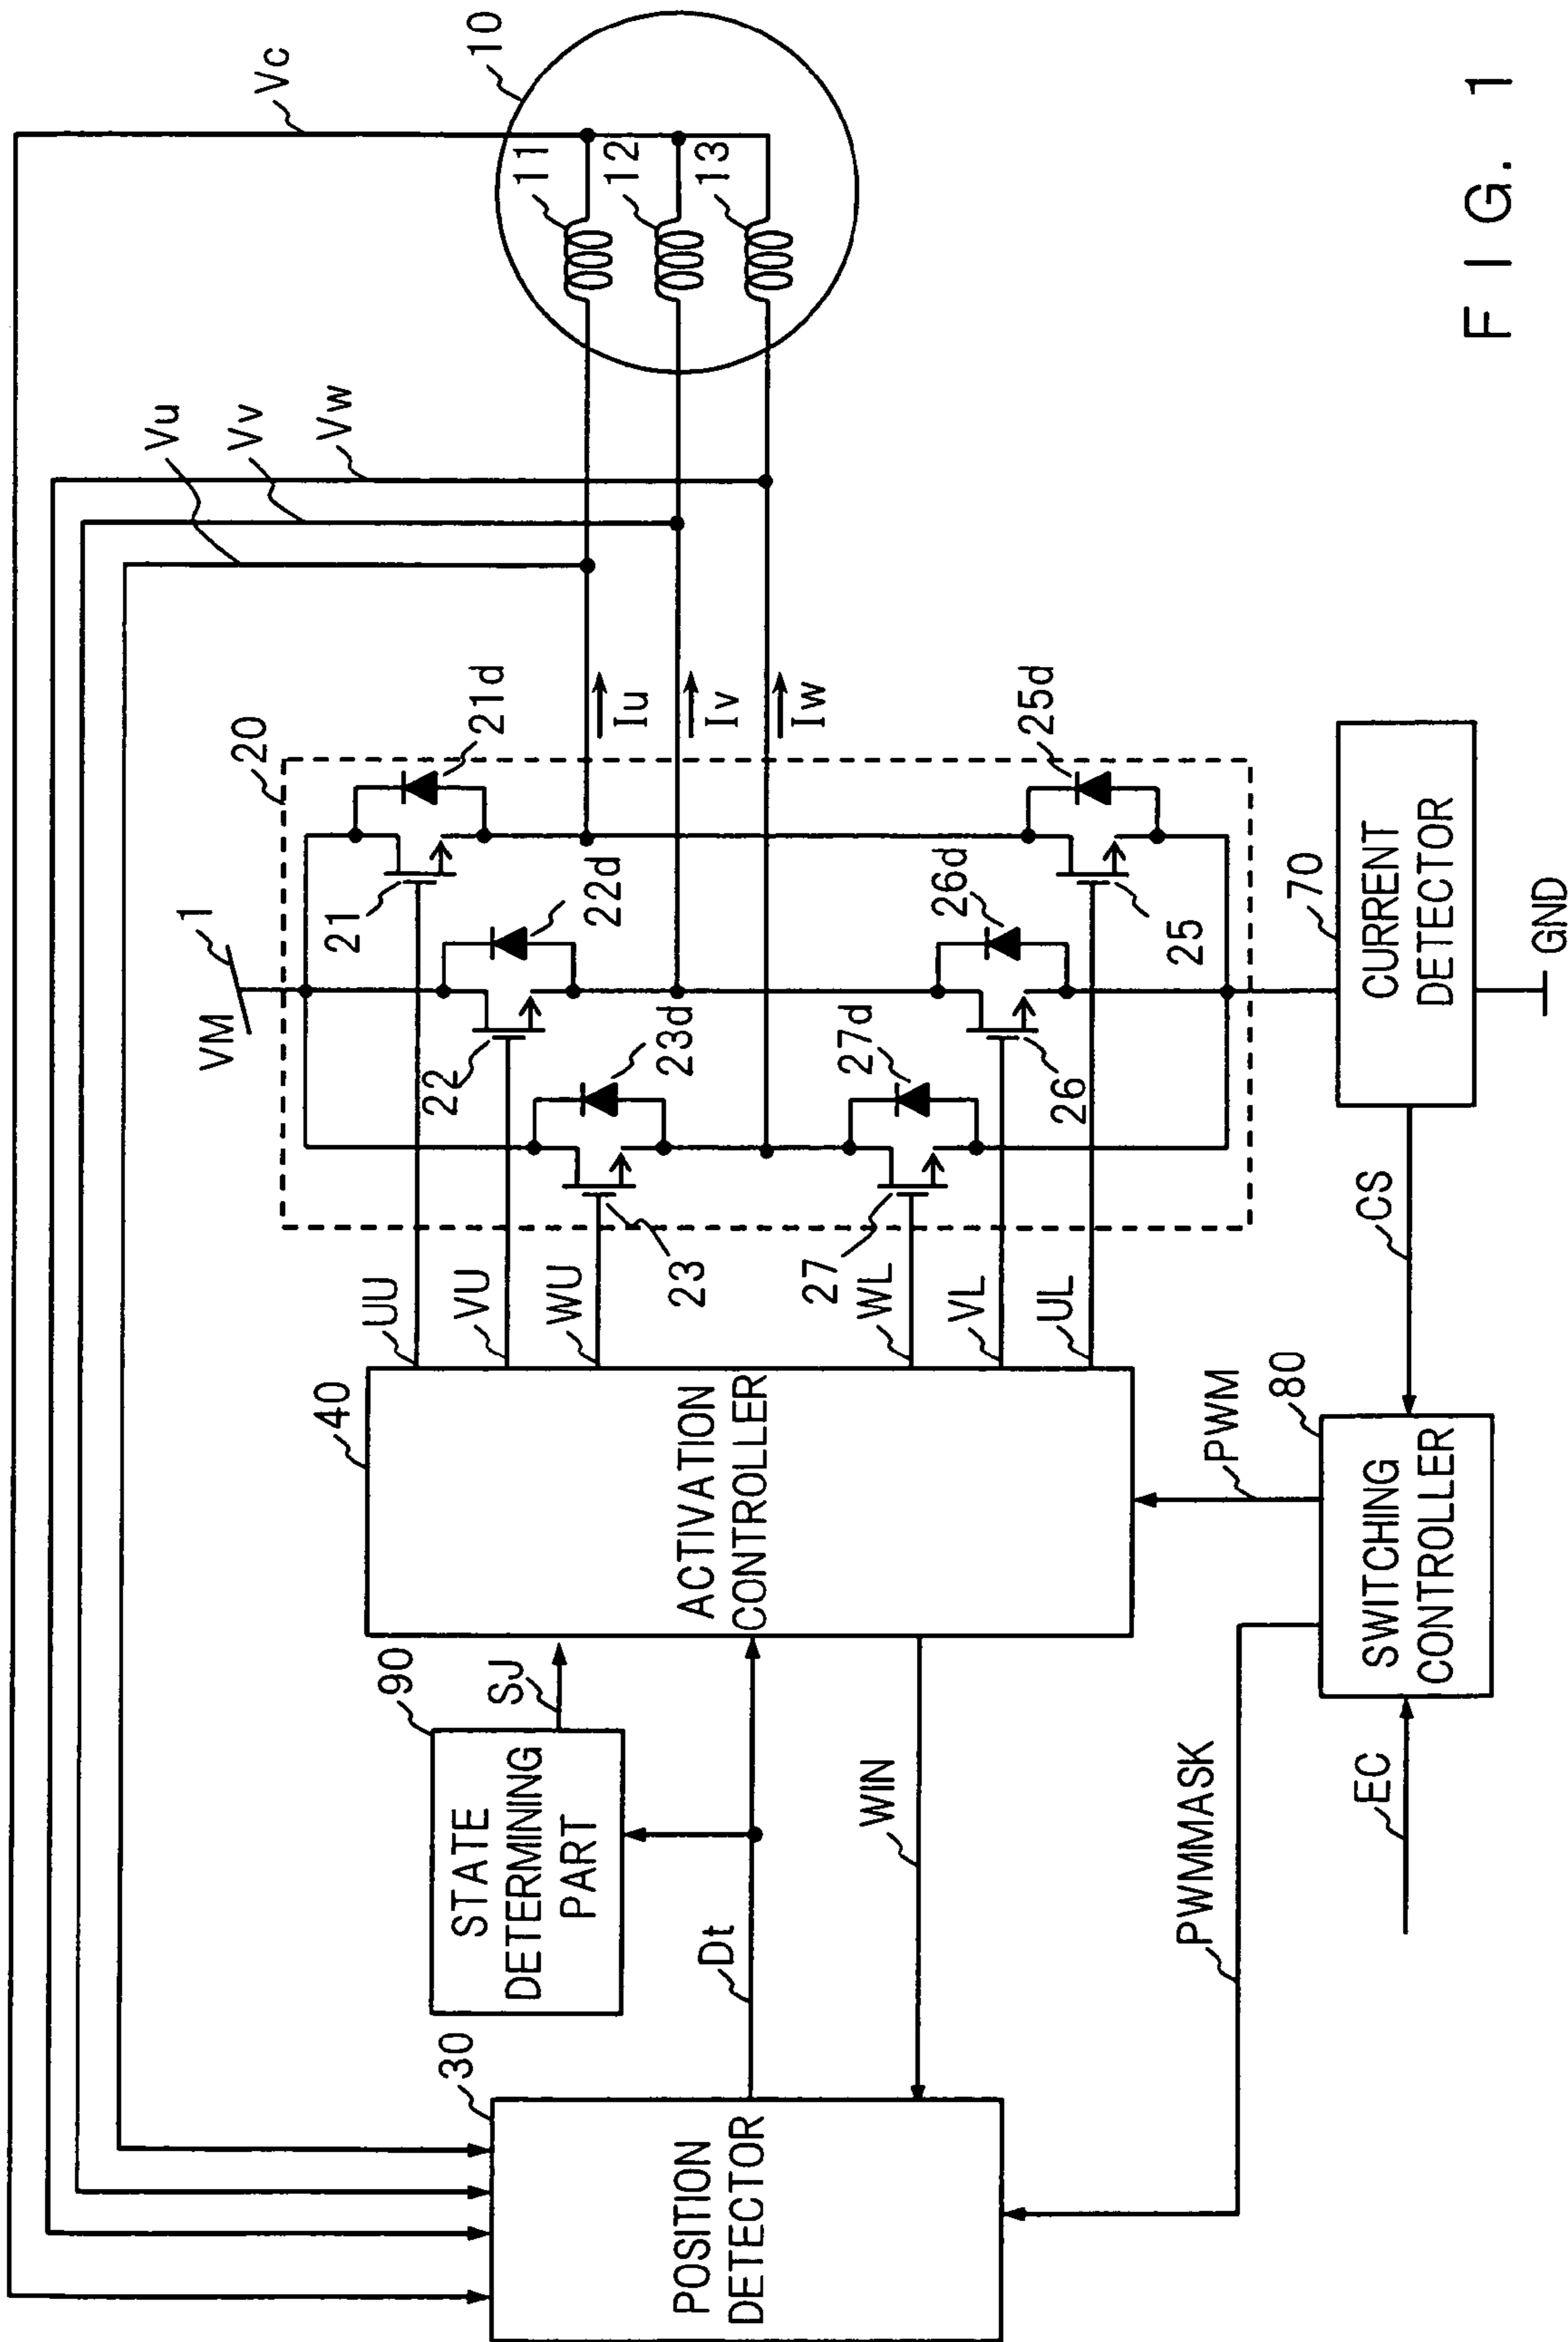 Vc
10
11
12
13
Vu
Vv
Vw
20
21d
Iu
Iv
Iw
25d
1
VM
21
22d
26d
25
22
23d
27d
26
23
27
70
CURRENT
DETECTOR
GND
CS
UU
VU
WU
WL
VL
UL
40
ACTIVATION
CONTROLLER
PWM
80
SWITCHING
CONTROLLER
90
SJ
STATE
DETERMINING
PART
WIN
PWMMASK
EC
Dt
30
POSITION
DETECTOR
FIG. 1